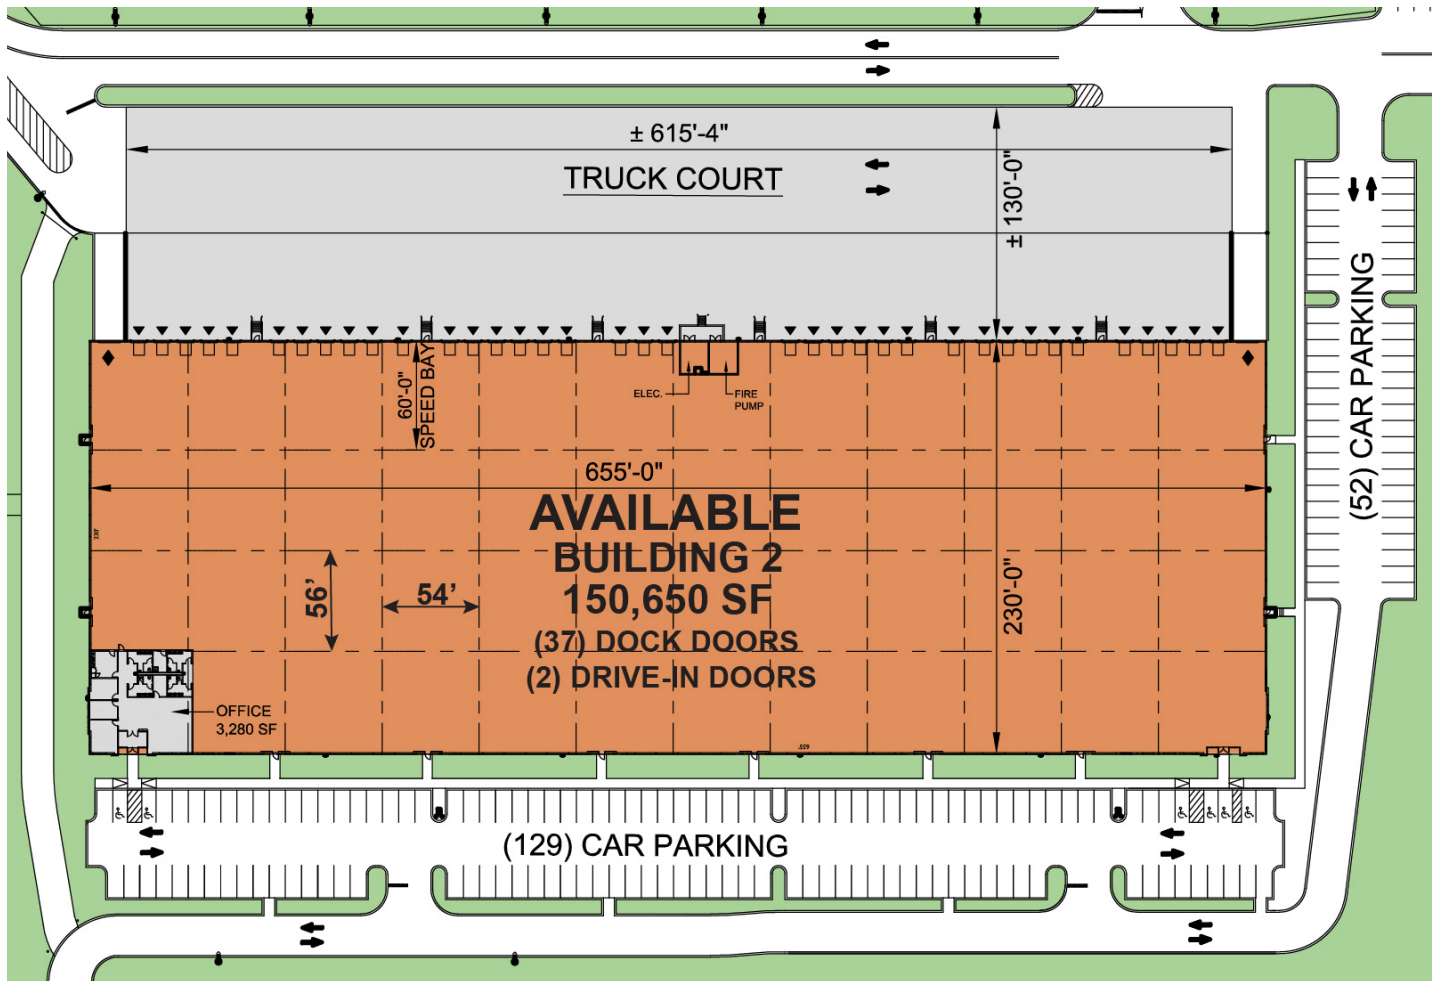 ± 615'-4"
TRUCK COURT
± 130'-0"
60'-0"
SPEED BAY
ELEC.
FIRE
PUMP
655'-0"
AVAILABLE
BUILDING 2
150,650 SF
(37) DOCK DOORS
(2) DRIVE-IN DOORS
56'
54’
230'-0"
OFFICE
3,280 SF
(52) CAR PARKING
(129) CAR PARKING